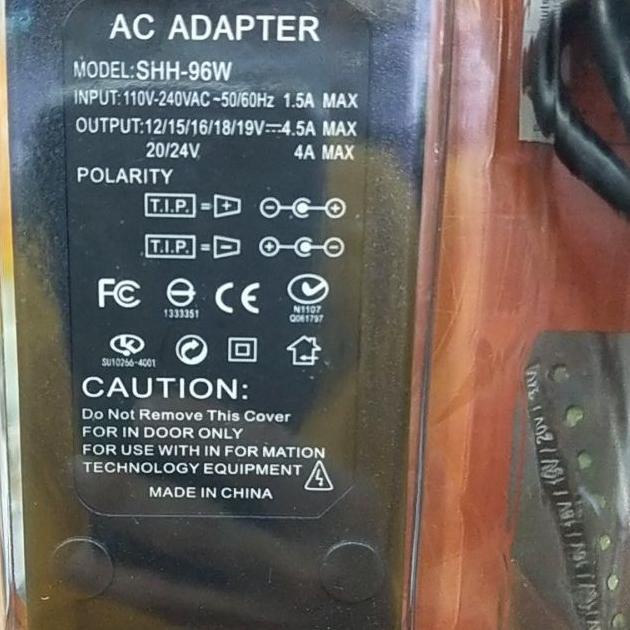 AC ADAPTER
MODEL:SHH-96W
INPUT:110V-240VAC ~50/60Hz 1.5A MAX
OUTPUT:12/15/16/18/19V⎓4.5A MAX
20/24V 4A MAX
POLARITY
T.I.P. = +
T.I.P. = -
FC CE
1333351
N1107
Q061797
SU10266-4001
CAUTION:
Do Not Remove This Cover
FOR IN DOOR ONLY
FOR USE WITH IN FOR MATION
TECHNOLOGY EQUIPMENT
MADE IN CHINA